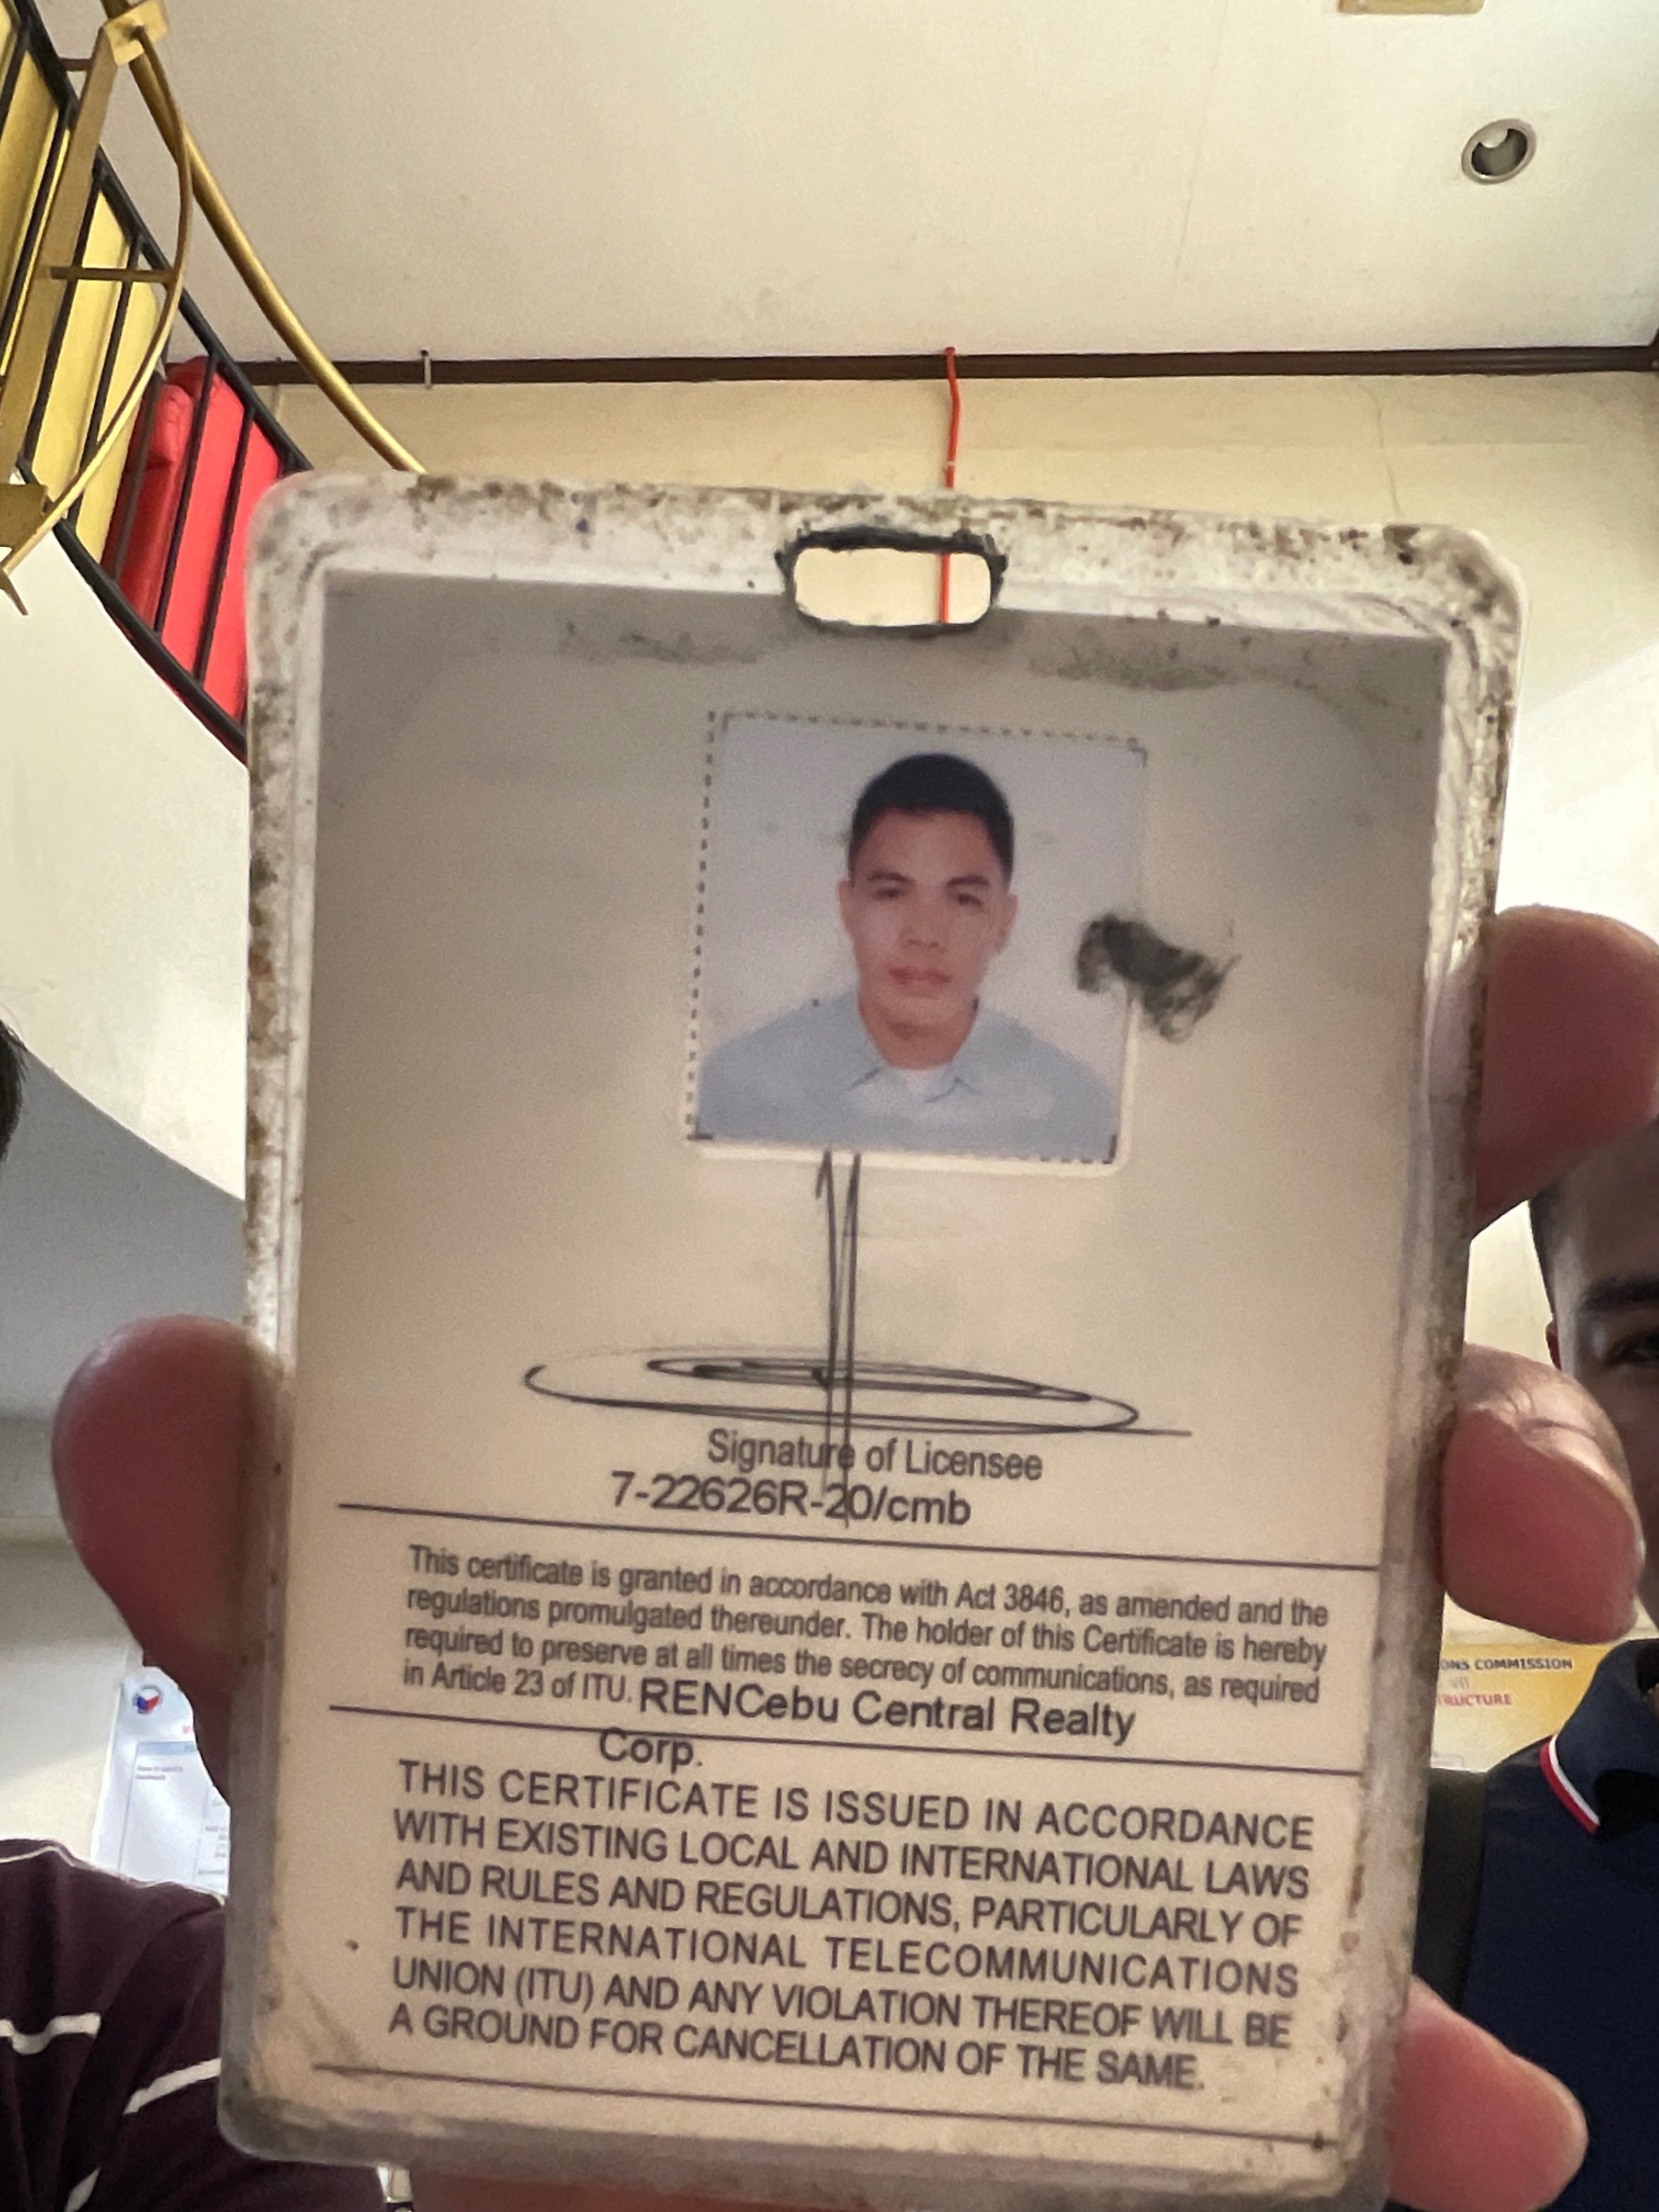 Signature of Licensee
7-22626R-20/cmb
This certificate is granted in accordance with Act 3846, as amended and the
regulations promulgated thereunder. The holder of this Certificate is hereby
required to preserve at all times the secrecy of communications, as required
in Article 23 of ITU. RENCebu Central Realty
Corp.
THIS CERTIFICATE IS ISSUED IN ACCORDANCE
WITH EXISTING LOCAL AND INTERNATIONAL LAWS
AND RULES AND REGULATIONS, PARTICULARLY OF
THE INTERNATIONAL TELECOMMUNICATIONS
UNION (ITU) AND ANY VIOLATION THEREOF WILL BE
A GROUND FOR CANCELLATION OF THE SAME.
COMMISSION
VII